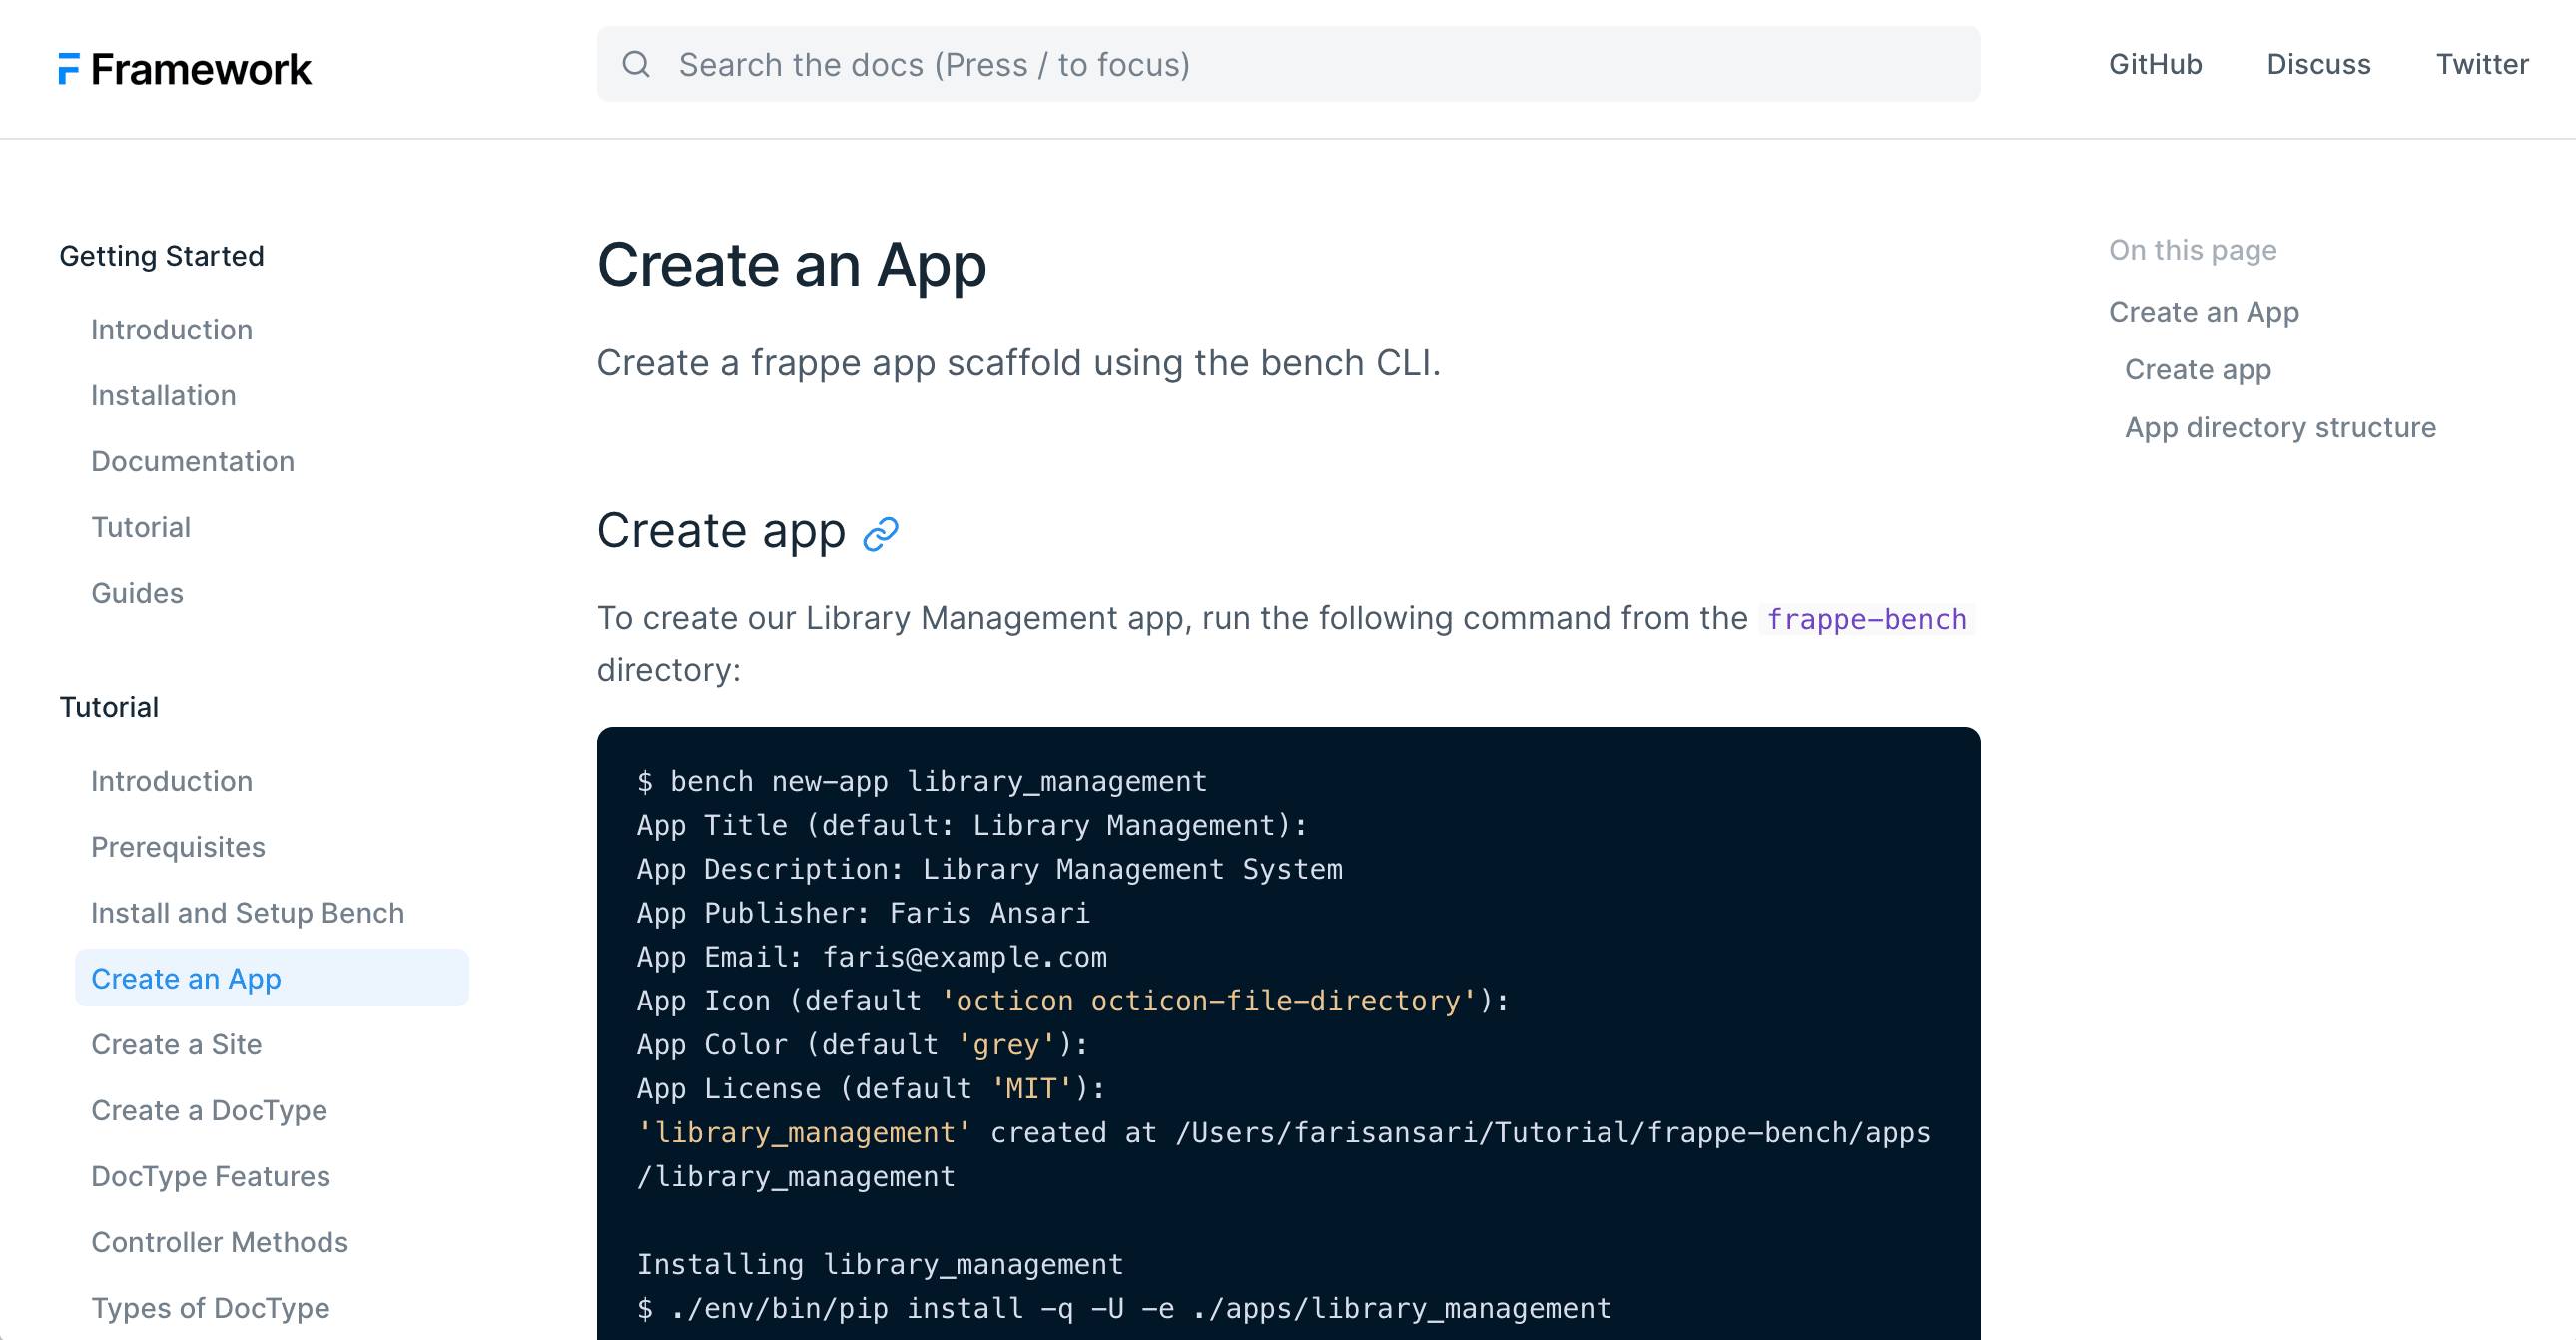 Framework
Search the docs (Press / to focus)
GitHub
Discuss
Twitter
Getting Started
Introduction
Installation
Documentation
Tutorial
Guides
Tutorial
Introduction
Prerequisites
Install and Setup Bench
Create an App
Create a Site
Create a DocType
DocType Features
Controller Methods
Types of DocType
Create an App
Create a frappe app scaffold using the bench CLI.
Create app
To create our Library Management app, run the following command from the frappe-bench
directory:
$ bench new-app library_management
App Title (default: Library Management):
App Description: Library Management System
App Publisher: Faris Ansari
App Email: faris@example.com
App Icon (default 'octicon octicon-file-directory'):
App Color (default 'grey'):
App License (default 'MIT'):
'library_management' created at /Users/farisansari/Tutorial/frappe-bench/apps
/library_management
Installing library_management
$ ./env/bin/pip install -q -U -e ./apps/library_management
On this page
Create an App
Create app
App directory structure